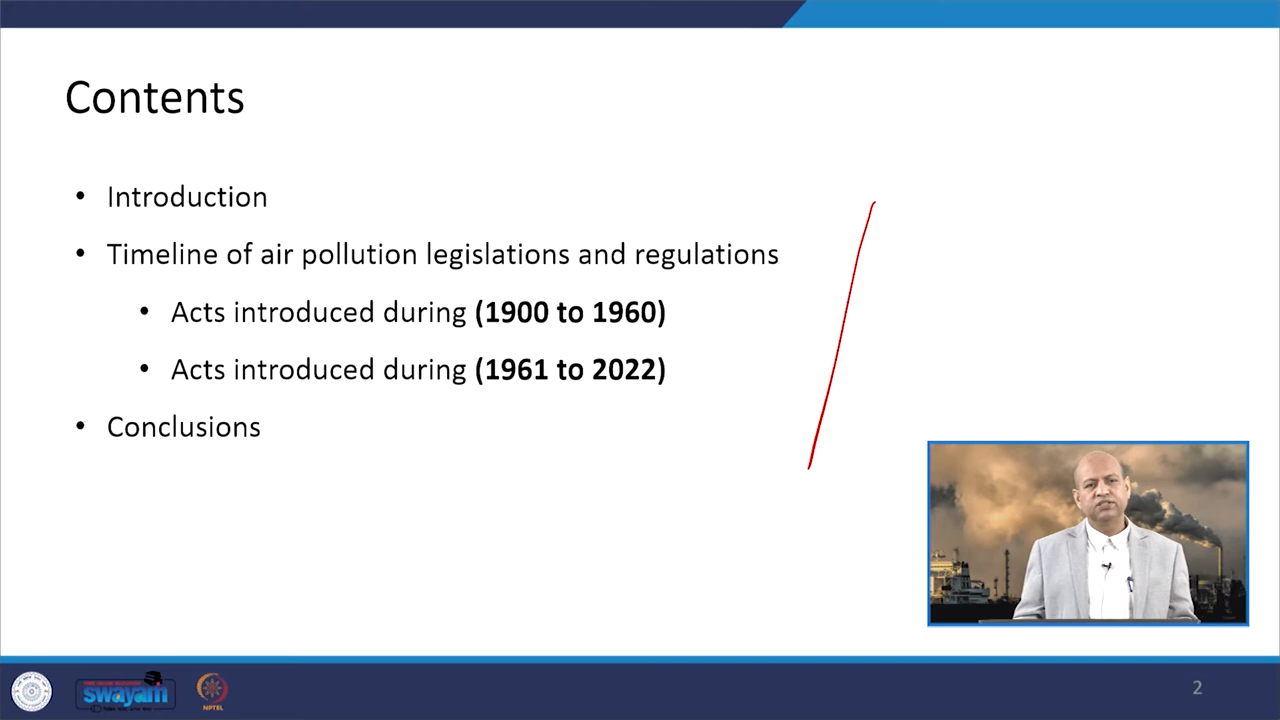 Contents
• Introduction
• Timeline of air pollution legislations and regulations
• Acts introduced during (1900 to 1960)
• Acts introduced during (1961 to 2022)
• Conclusions
swayam
NPTEL
2